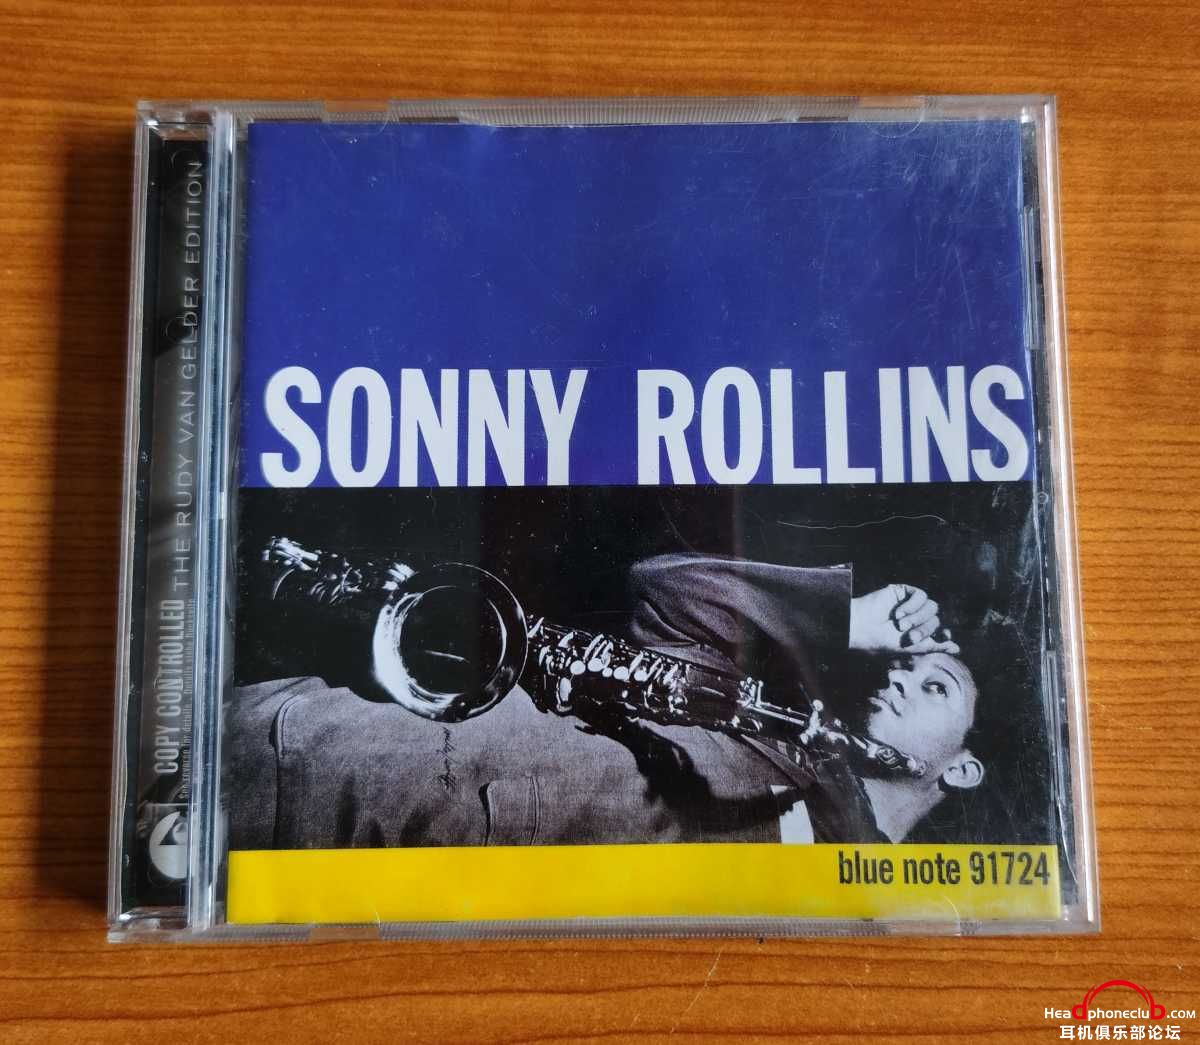 SONNY ROLLINS
blue note 91724
COPY CONTROLLED
THE RUDY VAN GELDER EDITION
Headphoneclub.com
耳机俱乐部论坛